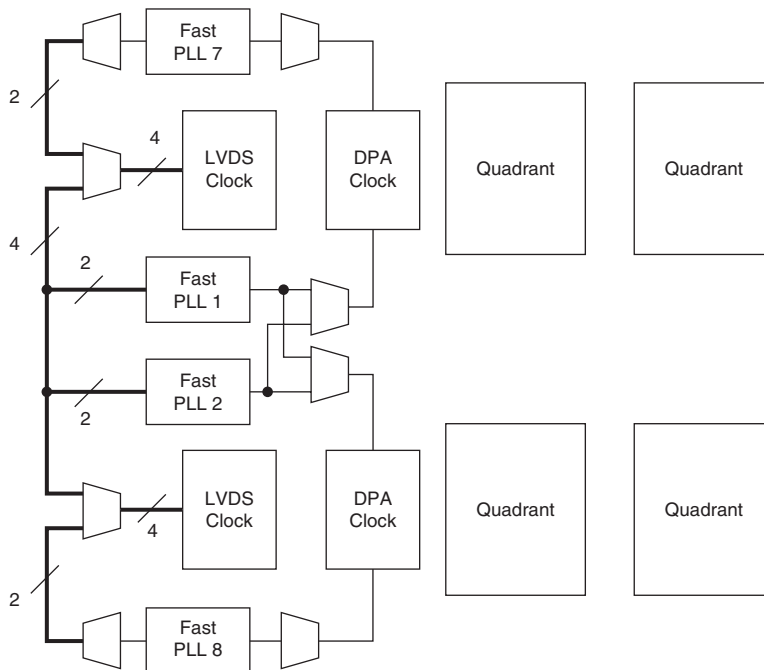 Fast
PLL 7
2
4
LVDS
Clock
DPA
Clock
Quadrant
Quadrant
4
2
Fast
PLL 1
Fast
PLL 2
2
LVDS
Clock
4
DPA
Clock
Quadrant
Quadrant
2
Fast
PLL 8